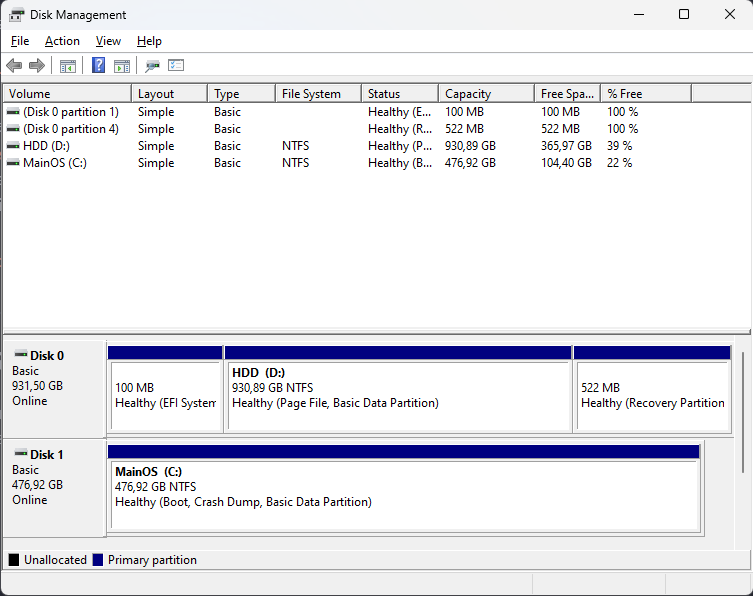 Disk Management
File Action View Help
Volume Layout Type File System Status Capacity Free Spa... % Free
(Disk 0 partition 1) Simple Basic Healthy (E... 100 MB 100 MB 100 %
(Disk 0 partition 4) Simple Basic Healthy (R... 522 MB 522 MB 100 %
HDD (D:) Simple Basic NTFS Healthy (P... 930,89 GB 365,97 GB 39 %
MainOS (C:) Simple Basic NTFS Healthy (B... 476,92 GB 104,40 GB 22 %
Disk 0
Basic
931,50 GB
Online
100 MB
Healthy (EFI System
HDD (D:)
930,89 GB NTFS
Healthy (Page File, Basic Data Partition)
522 MB
Healthy (Recovery Partition
Disk 1
Basic
476,92 GB
Online
MainOS (C:)
476,92 GB NTFS
Healthy (Boot, Crash Dump, Basic Data Partition)
Unallocated Primary partition